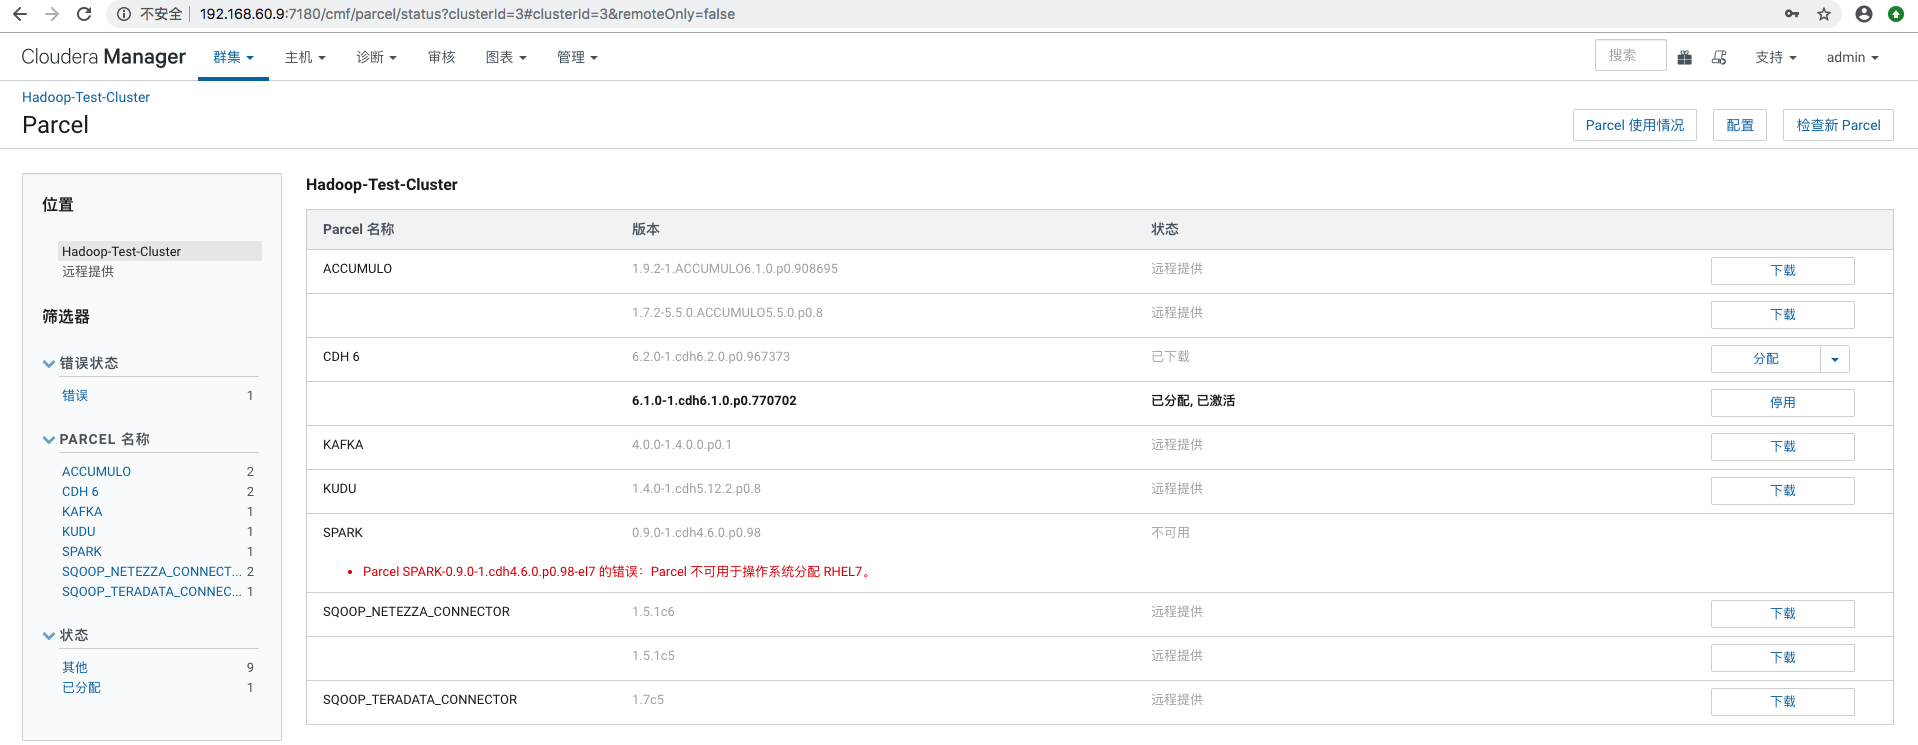 不安全 192.168.60.9:7180/cmf/parcel/status?clusterId=3#clusterId=3&remoteOnly=false
Cloudera Manager 群集 主机 诊断 审核 图表 管理 搜索 支持 admin
Hadoop-Test-Cluster
Parcel Parcel 使用情况 配置 检查新 Parcel
位置
Hadoop-Test-Cluster
远程提供
筛选器
错误状态
错误 1
PARCEL 名称
ACCUMULO 2
CDH 6 2
KAFKA 1
KUDU 1
SPARK 1
SQOOP_NETEZZA_CONNECT... 2
SQOOP_TERADATA_CONNEC... 1
状态
其他 9
已分配 1
Hadoop-Test-Cluster
Parcel 名称 版本 状态
ACCUMULO 1.9.2-1.ACCUMULO6.1.0.p0.908695 远程提供 下载
1.7.2-5.5.0.ACCUMULO5.5.0.p0.8 远程提供 下载
CDH 6 6.2.0-1.cdh6.2.0.p0.967373 已下载 分配
6.1.0-1.cdh6.1.0.p0.770702 已分配, 已激活 停用
KAFKA 4.0.0-1.4.0.0.p0.1 远程提供 下载
KUDU 1.4.0-1.cdh5.12.2.p0.8 远程提供 下载
SPARK 0.9.0-1.cdh4.6.0.p0.98 不可用
• Parcel SPARK-0.9.0-1.cdh4.6.0.p0.98-el7 的错误：Parcel 不可用于操作系统分配 RHEL7。
SQOOP_NETEZZA_CONNECTOR 1.5.1c6 远程提供 下载
1.5.1c5 远程提供 下载
SQOOP_TERADATA_CONNECTOR 1.7c5 远程提供 下载